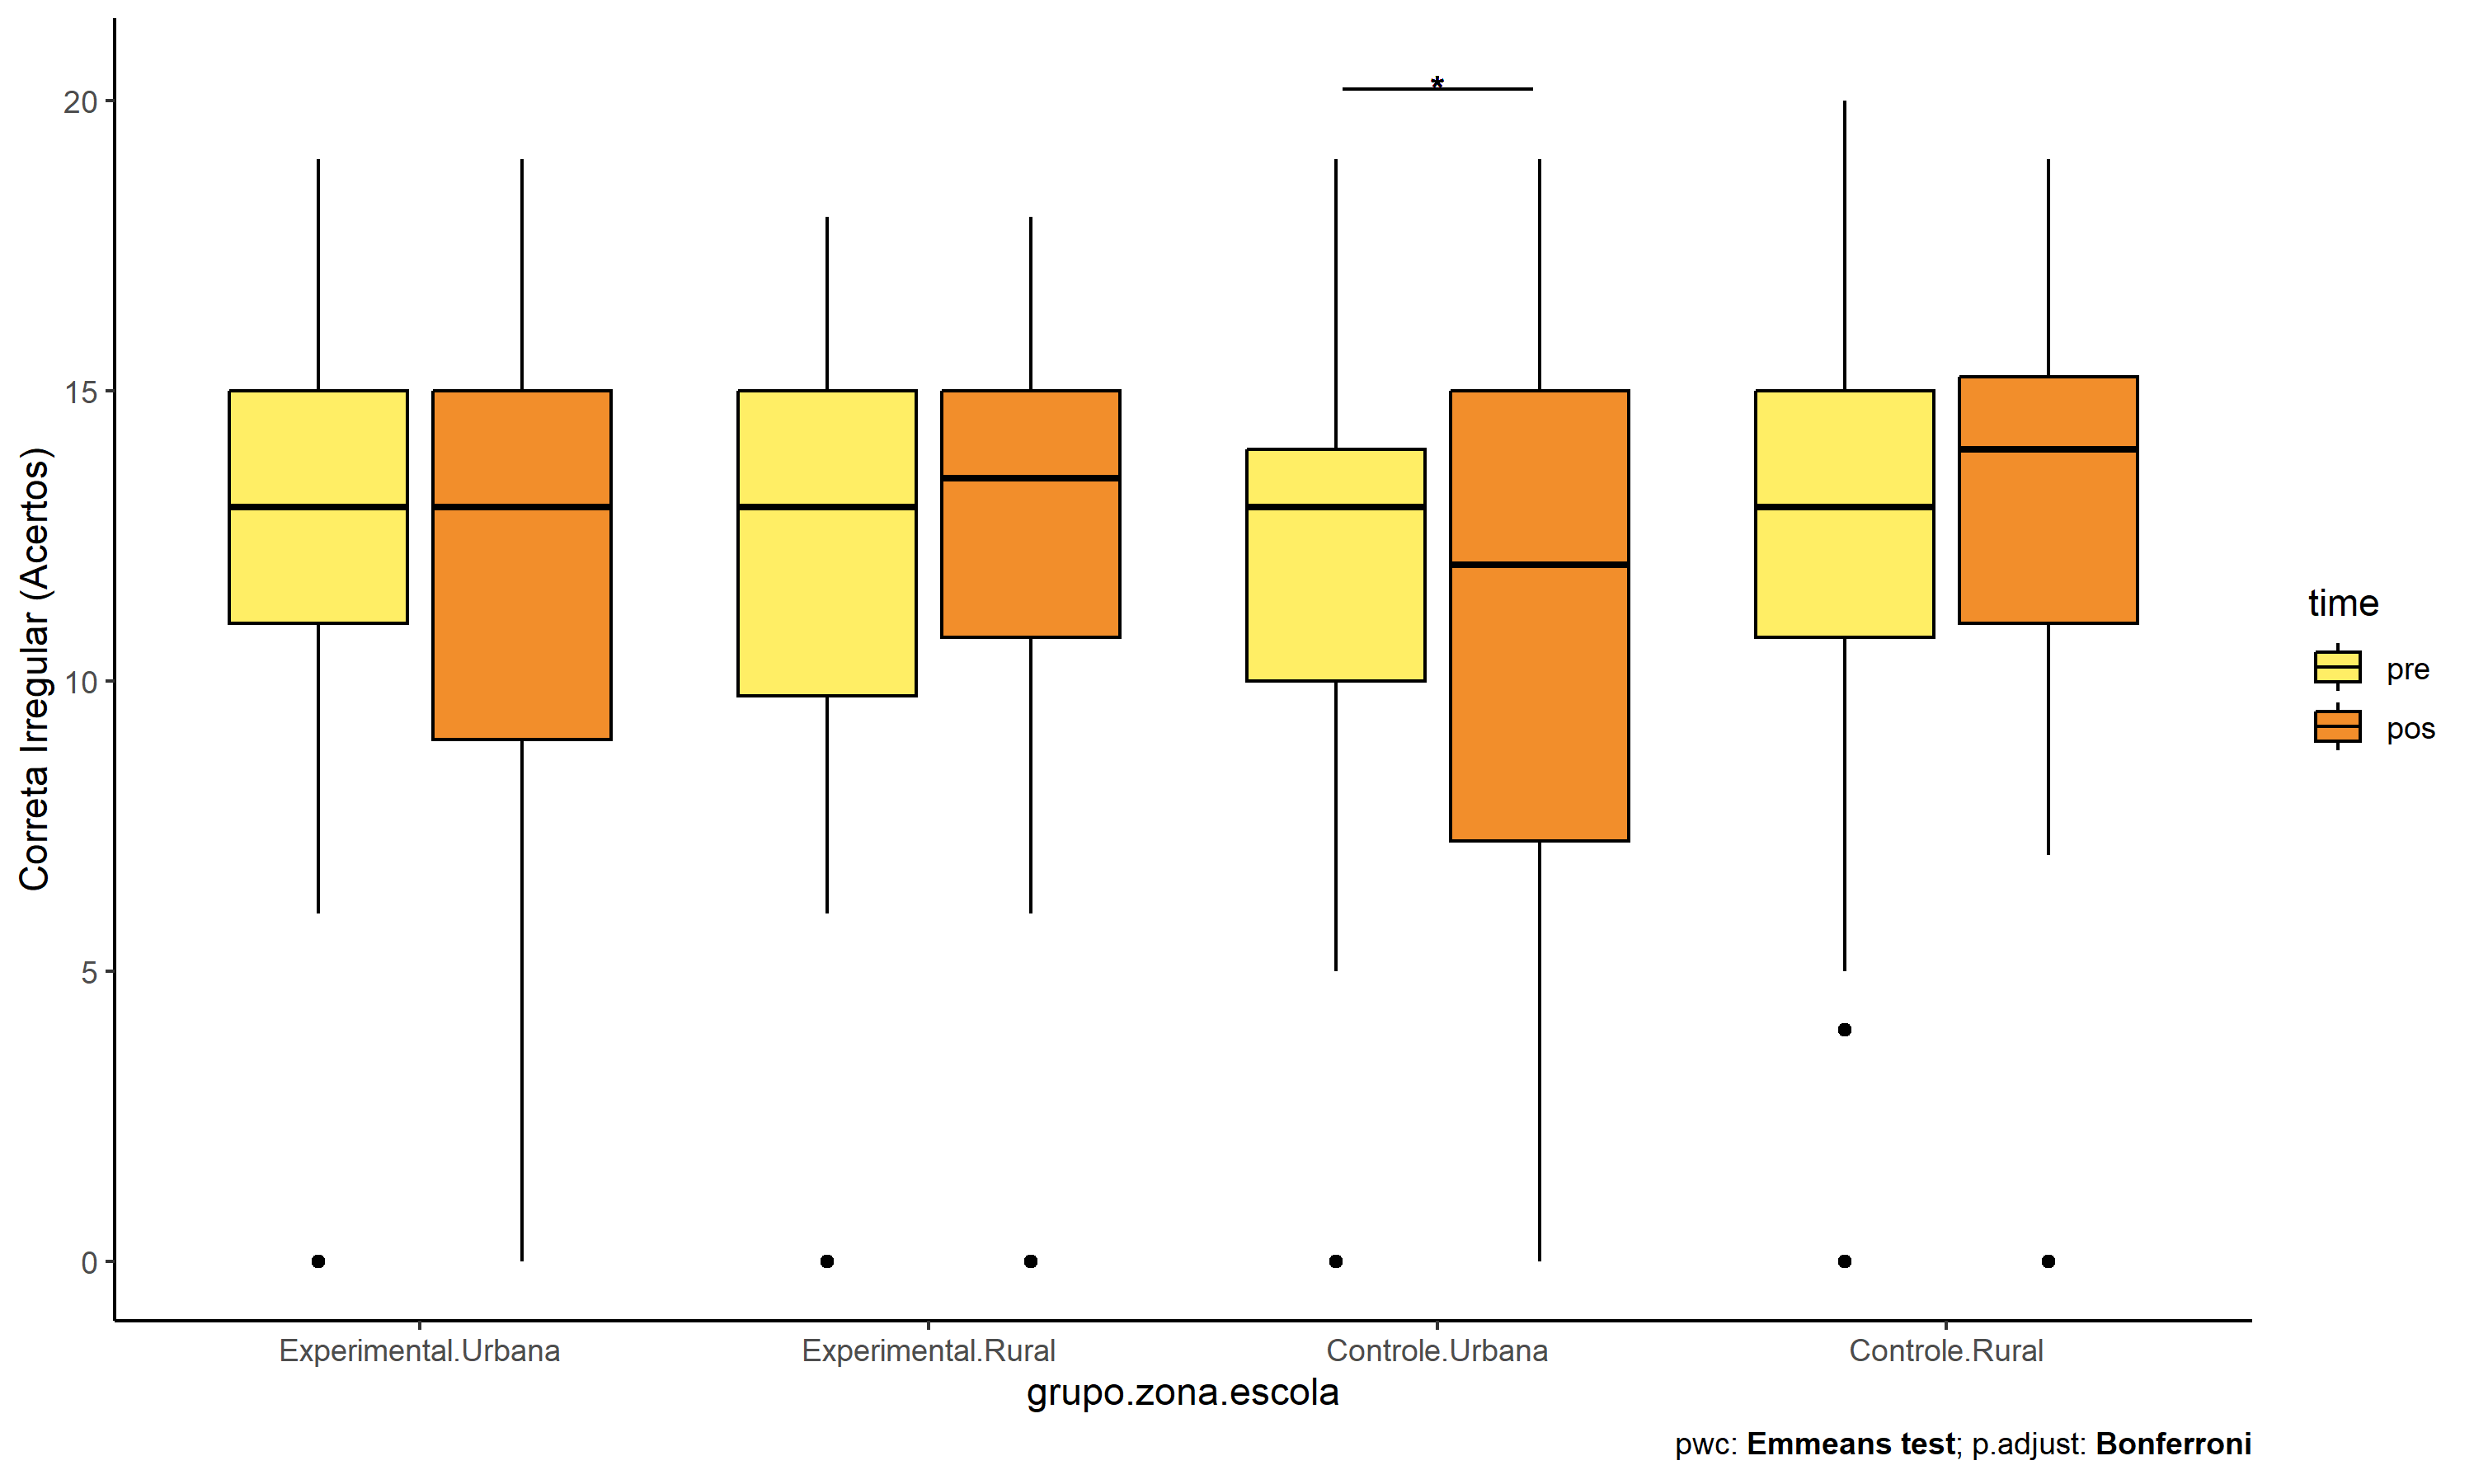 Correta Irregular (Acertos)
20
15
10
5
0
*
Experimental.Urbana
Experimental.Rural
Controle.Urbana
Controle.Rural
grupo.zona.escola
time
pre
pos
pwc: Emmeans test; p.adjust: Bonferroni